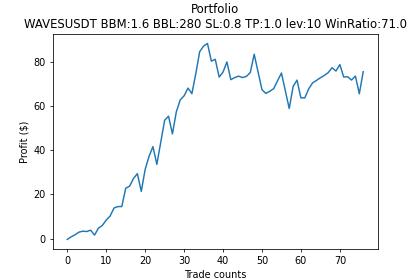 Portfolio
WAVESUSDT BBM:1.6 BBL:280 SL:0.8 TP:1.0 lev:10 WinRatio:71.0
Profit ($)
80
60
40
20
0
0 10 20 30 40 50 60 70
Trade counts